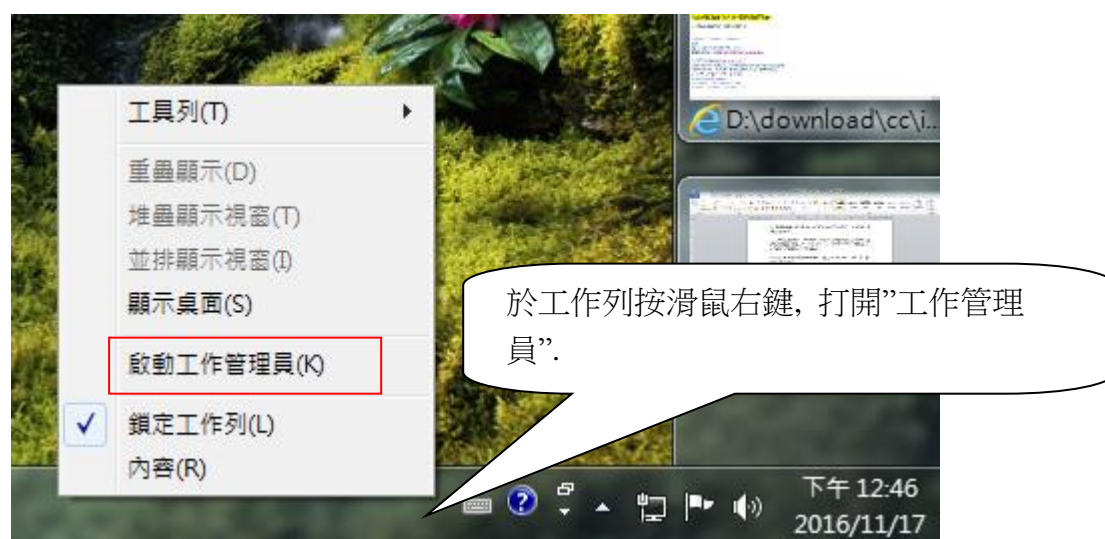 工具列(T)
重疊顯示(D)
堆疊顯示視窗(T)
並排顯示視窗(I)
顯示桌面(S)
啟動工作管理員(K)
鎖定工作列(L)
內容(R)
D:\download\cc\i...
於工作列按滑鼠右鍵, 打開”工作管理
員”.
下午 12:46
2016/11/17